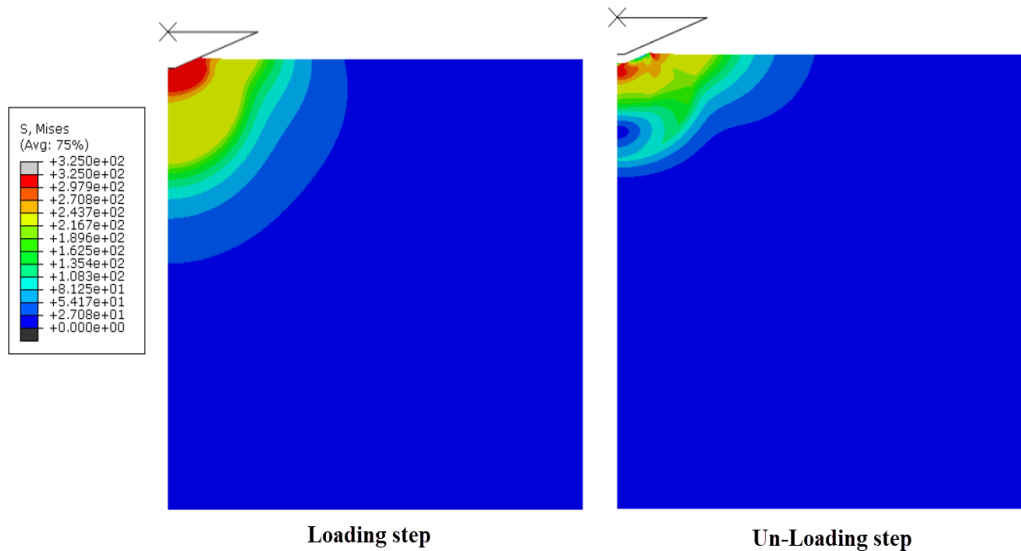 S, Mises
(Avg: 75%)
+3.250e+02
+3.250e+02
+2.979e+02
+2.708e+02
+2.437e+02
+2.167e+02
+1.896e+02
+1.625e+02
+1.354e+02
+1.083e+02
+8.125e+01
+5.417e+01
+2.708e+01
+0.000e+00
Loading step
Un-Loading step